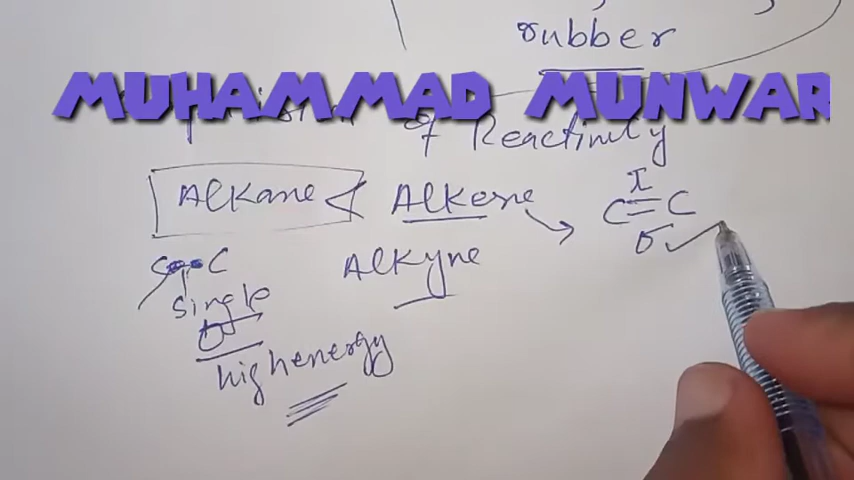 rubber
MUHAMMAD MUNWAR
of Reactivity
Alkane < Alkene
C=C
σ
C C
Alkyne
single
σ
high energy